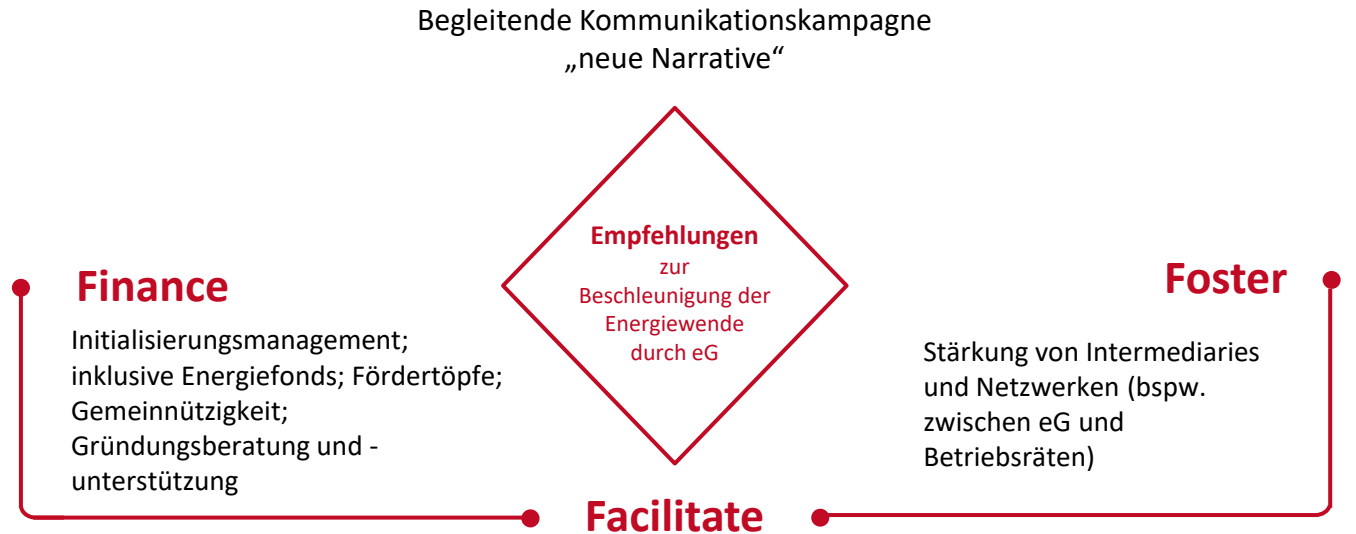 Begleitende Kommunikationskampagne
„neue Narrative“
Empfehlungen
zur
Beschleunigung der
Energiewende
durch eG
Finance
Initialisierungsmanagement;
inklusive Energiefonds; Fördertöpfe;
Gemeinnützigkeit;
Gründungsberatung und -
unterstützung
Foster
Stärkung von Intermediaries
und Netzwerken (bspw.
zwischen eG und
Betriebsräten)
Facilitate